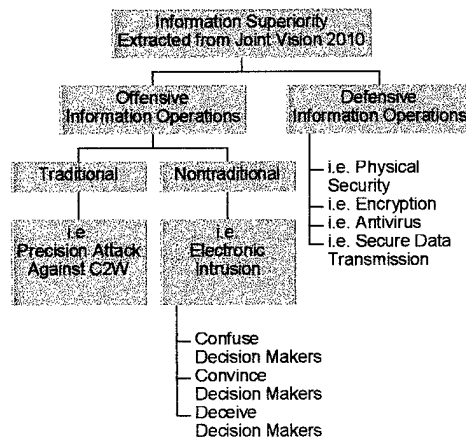 Information Superiority
Extracted from Joint Vision 2010
Offensive
Information Operations
Defensive
Information Operations
Traditional
Nontraditional
i.e. Physical
Security
i.e. Encryption
i.e. Antivirus
i.e. Secure Data
Transmission
i.e
Precision Attack
Against C2W
i.e
Electronic
Intrusion
Confuse
Decision Makers
Convince
Decision Makers
Deceive
Decision Makers